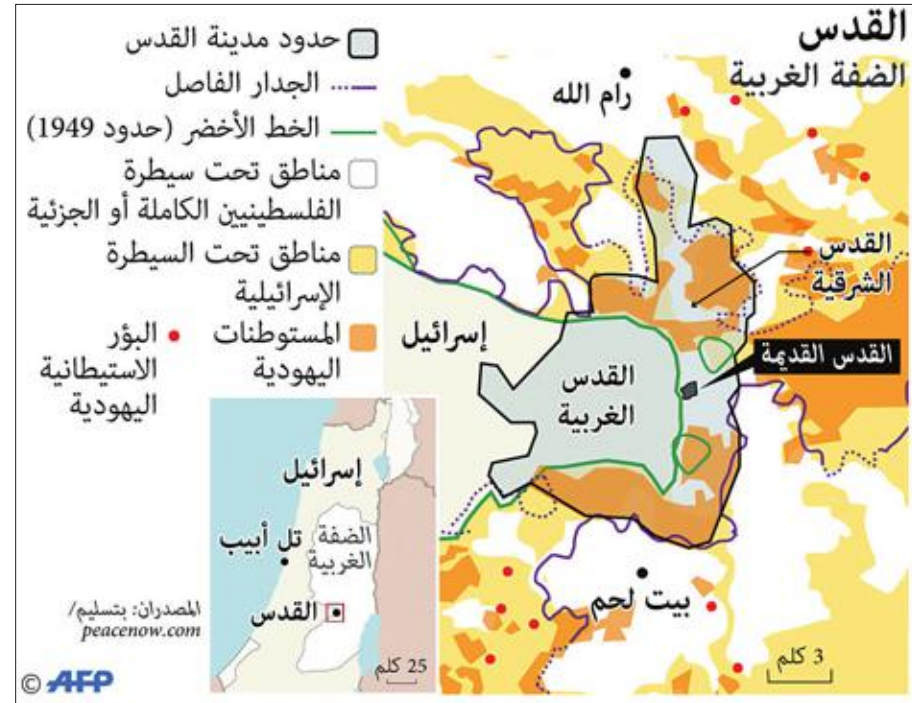 القدس
الضفة الغربية
حدود مدينة القدس
الجدار الفاصل
الخط الأخضر (حدود 1949)
مناطق تحت سيطرة
الفلسطينيين الكاملة أو الجزئية
مناطق تحت السيطرة
الإسرائيلية
المستوطنات
اليهودية
البؤر
الاستيطانية
اليهودية
رام الله
القدس
الشرقية
القدس القديمة
إسرائيل
القدس
الغربية
بيت لحم
3 كلم
إسرائيل
الضفة
الغربية
تل أبيب
القدس
25 كلم
المصدران: بتسليم/
peacenow.com
© AFP